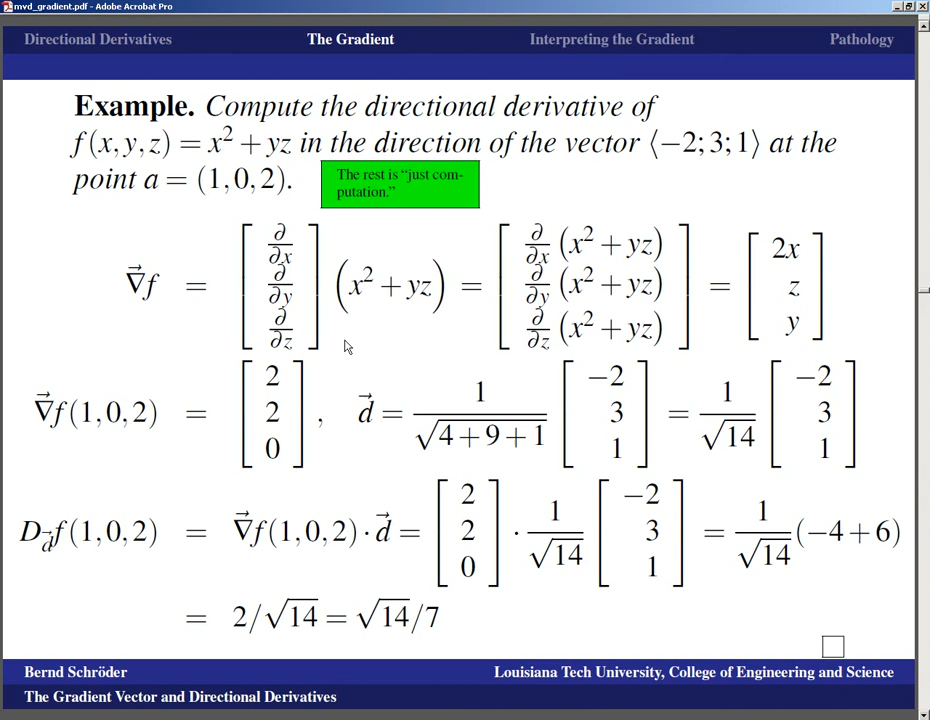 mvd_gradient.pdf - Adobe Acrobat Pro
Directional Derivatives The Gradient Interpreting the Gradient Pathology
Example. Compute the directional derivative of
f(x,y,z) = x² + yz in the direction of the vector ⟨−2;3;1⟩ at the
point a = (1,0,2).
The rest is “just com-
putation.”
∇⃗f = [∂/∂x ; ∂/∂y ; ∂/∂z] (x² + yz) = [∂/∂x (x² + yz) ; ∂/∂y (x² + yz) ; ∂/∂z (x² + yz)] = [2x ; z ; y]
∇⃗f(1,0,2) = [2 ; 2 ; 0], d⃗ = 1/√(4+9+1) [−2 ; 3 ; 1] = 1/√14 [−2 ; 3 ; 1]
D_d⃗ f(1,0,2) = ∇⃗f(1,0,2) · d⃗ = [2 ; 2 ; 0] · 1/√14 [−2 ; 3 ; 1] = 1/√14 (−4+6)
= 2/√14 = √14/7
Bernd Schröder Louisiana Tech University, College of Engineering and Science
The Gradient Vector and Directional Derivatives